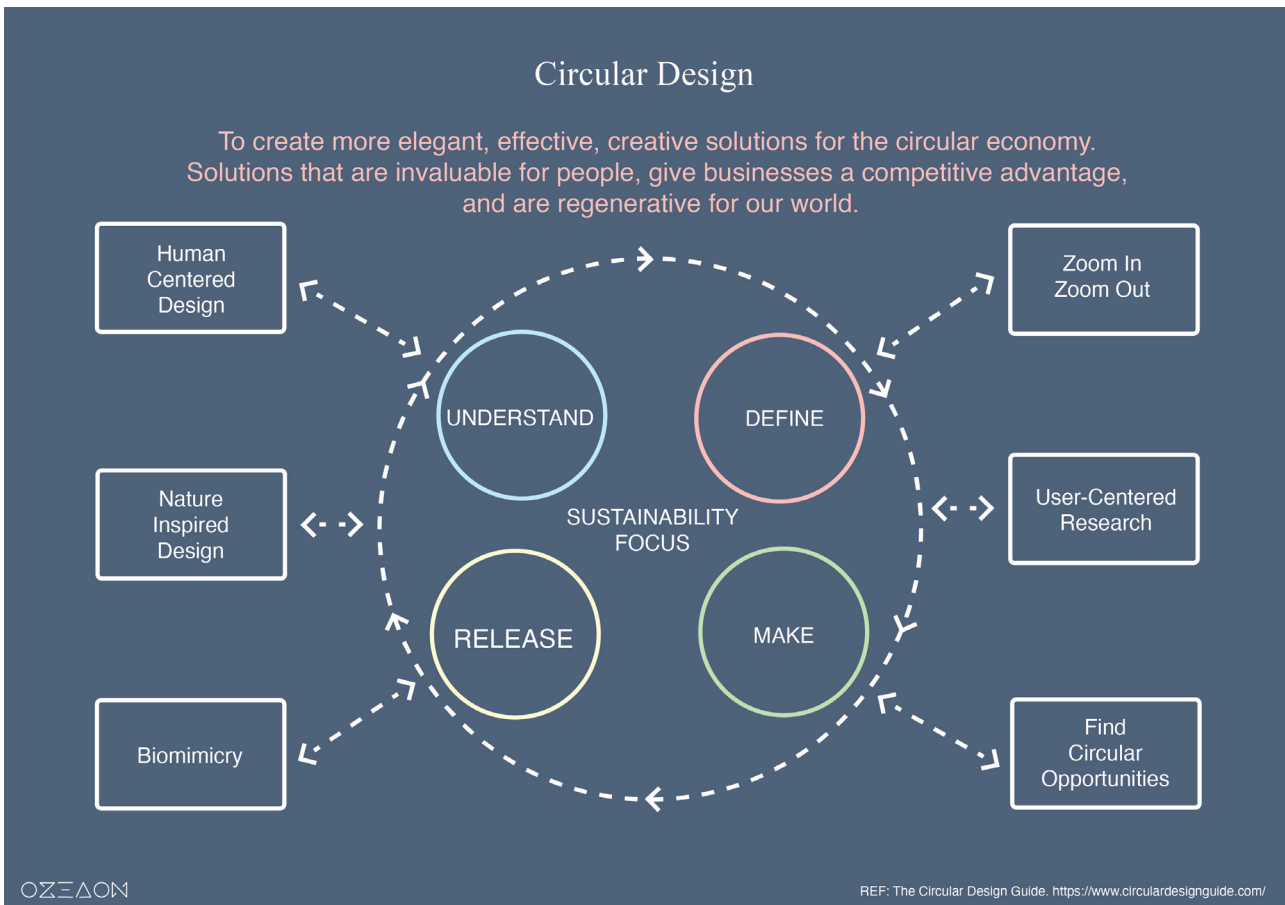 Circular Design
To create more elegant, effective, creative solutions for the circular economy.
Solutions that are invaluable for people, give businesses a competitive advantage,
and are regenerative for our world.
Human
Centered
Design
Zoom In
Zoom Out
UNDERSTAND
DEFINE
Nature
Inspired
Design
SUSTAINABILITY
FOCUS
User-Centered
Research
RELEASE
MAKE
Biomimicry
Find
Circular
Opportunities
REF: The Circular Design Guide. https://www.circulardesignguide.com/